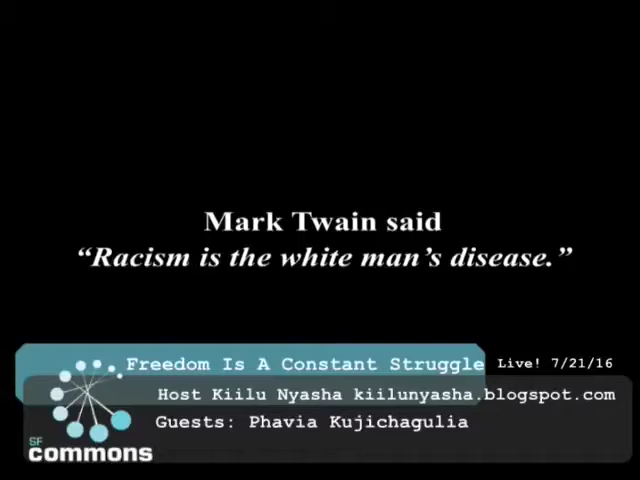 Mark Twain said
“Racism is the white man’s disease.”
Freedom Is A Constant Struggle Live! 7/21/16
Host Kiilu Nyasha kiilunyasha.blogspot.com
Guests: Phavia Kujichagulia
SF
commons